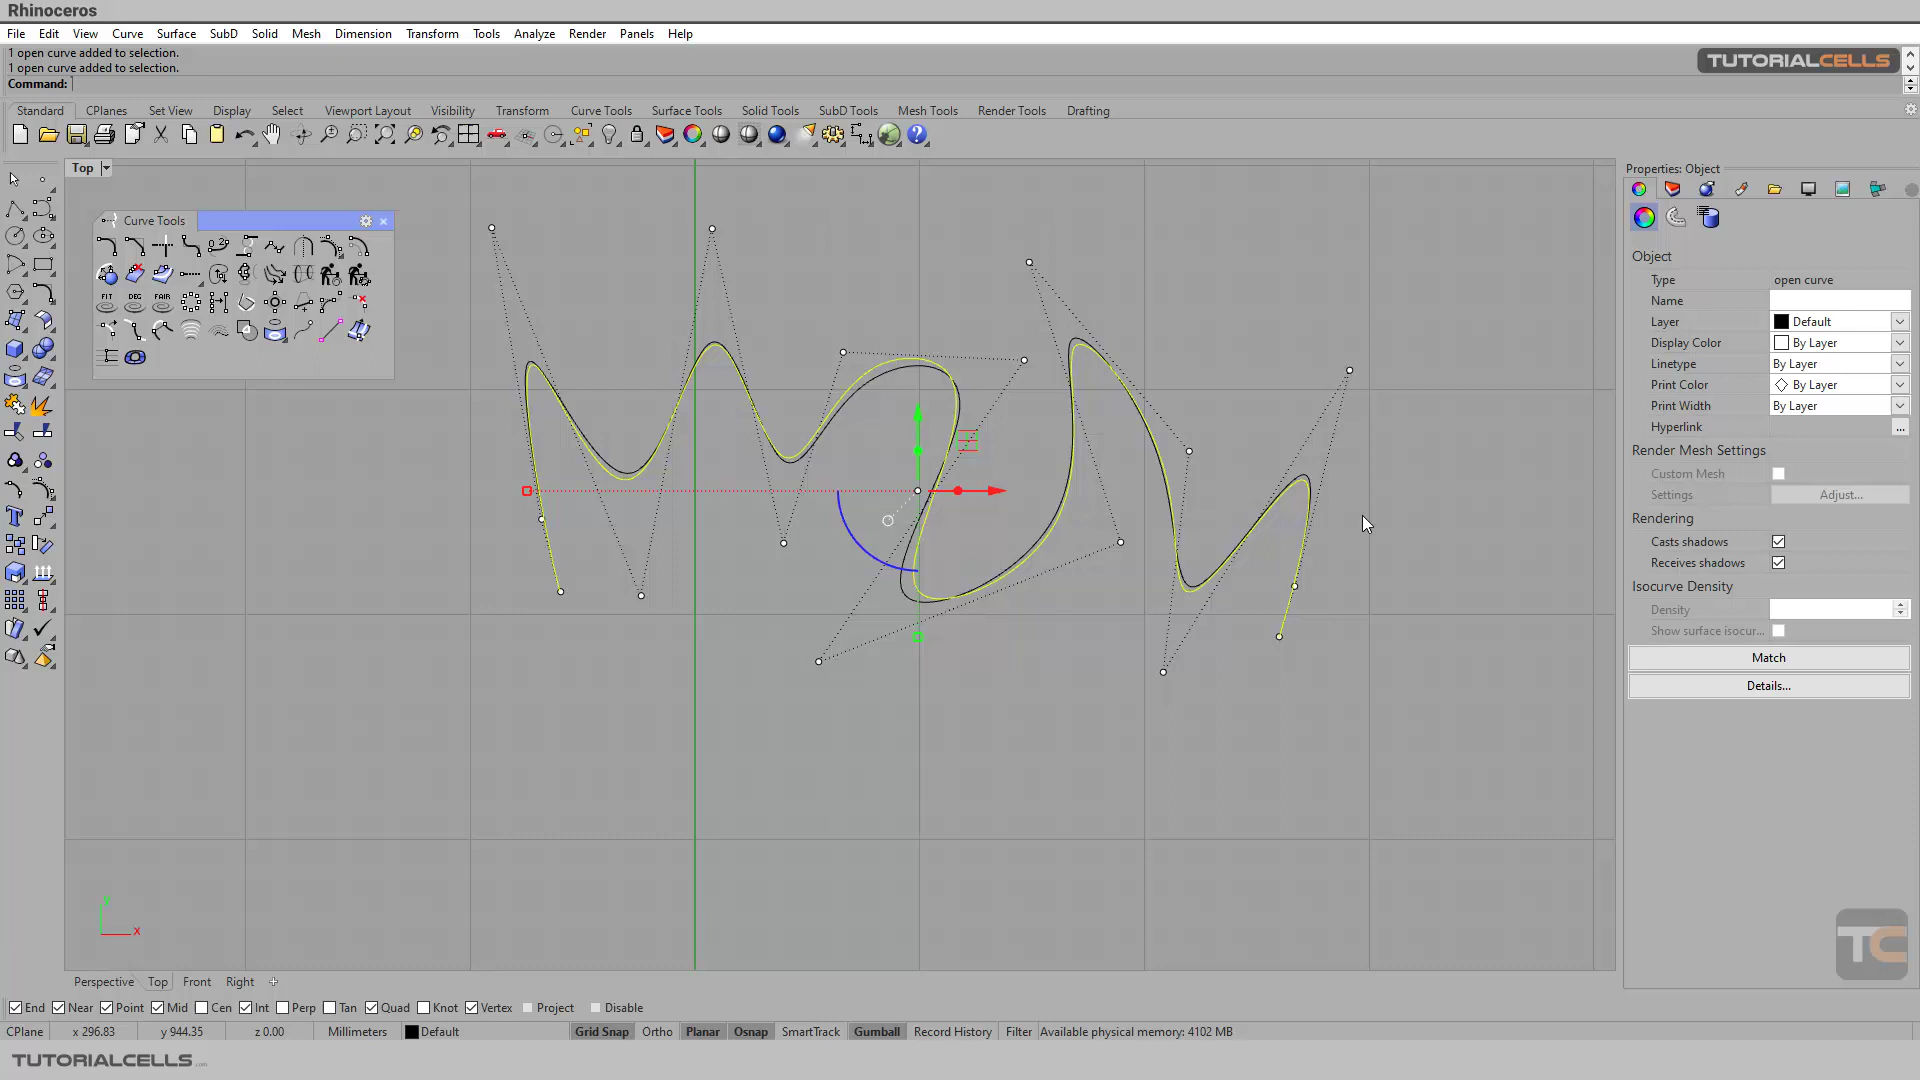 Rhinoceros
File Edit View Curve Surface SubD Solid Mesh Dimension Transform Tools Analyze Render Panels Help
1 open curve added to selection.
1 open curve added to selection.
TUTORIALCELLS
Command:
Standard CPlanes Set View Display Select Viewport Layout Visibility Transform Curve Tools Surface Tools Solid Tools SubD Tools Mesh Tools Render Tools Drafting
Top
Properties: Object
Curve Tools
FIT DEG FAIR
Object
Type open curve
Name
Layer Default
Display Color By Layer
Linetype By Layer
Print Color By Layer
Print Width By Layer
Hyperlink ...
Render Mesh Settings
Custom Mesh
Settings Adjust...
Rendering
Casts shadows
Receives shadows
Isocurve Density
Density
Show surface isocur...
Match
Details...
y
x
TC
Perspective Top Front Right
End Near Point Mid Cen Int Perp Tan Quad Knot Vertex Project Disable
CPlane x 296.83 y 944.35 z 0.00 Millimeters Default Grid Snap Ortho Planar Osnap SmartTrack Gumball Record History Filter Available physical memory: 4102 MB
TUTORIALCELLS